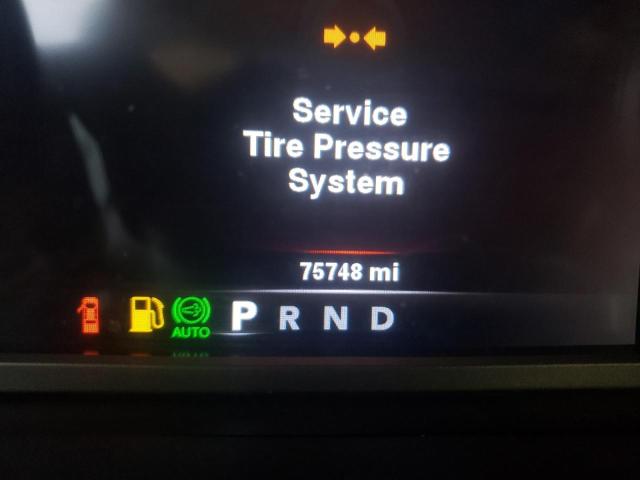 Service
Tire Pressure
System
75748 mi
AUTO P R N D